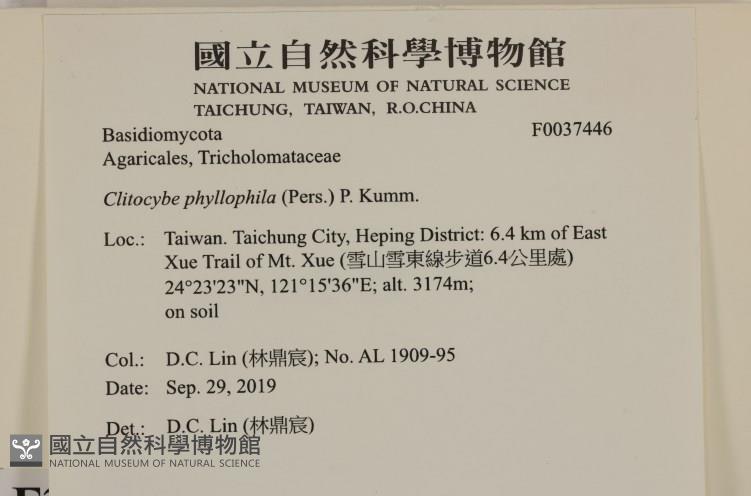 國立自然科學博物館
NATIONAL MUSEUM OF NATURAL SCIENCE
TAICHUNG, TAIWAN, R.O.CHINA
Basidiomycota F0037446
Agaricales, Tricholomataceae
Clitocybe phyllophila (Pers.) P. Kumm.
Loc.: Taiwan. Taichung City, Heping District: 6.4 km of East
Xue Trail of Mt. Xue (雪山雪東線步道6.4公里處)
24°23'23"N, 121°15'36"E; alt. 3174m;
on soil
Col.: D.C. Lin (林鼎宸); No. AL 1909-95
Date: Sep. 29, 2019
Det.: D.C. Lin (林鼎宸)
國立自然科學博物館
NATIONAL MUSEUM OF NATURAL SCIENCE